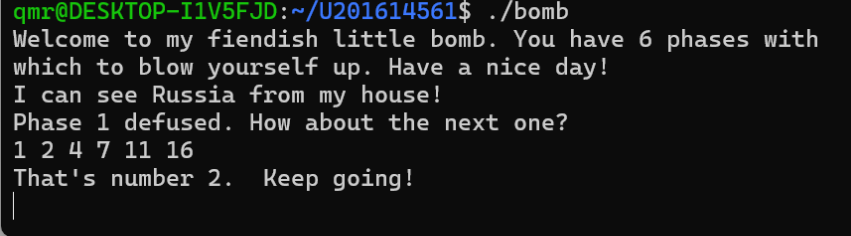 qmr@DESKTOP-I1V5FJD:~/U201614561$ ./bomb
Welcome to my fiendish little bomb. You have 6 phases with
which to blow yourself up. Have a nice day!
I can see Russia from my house!
Phase 1 defused. How about the next one?
1 2 4 7 11 16
That's number 2.  Keep going!